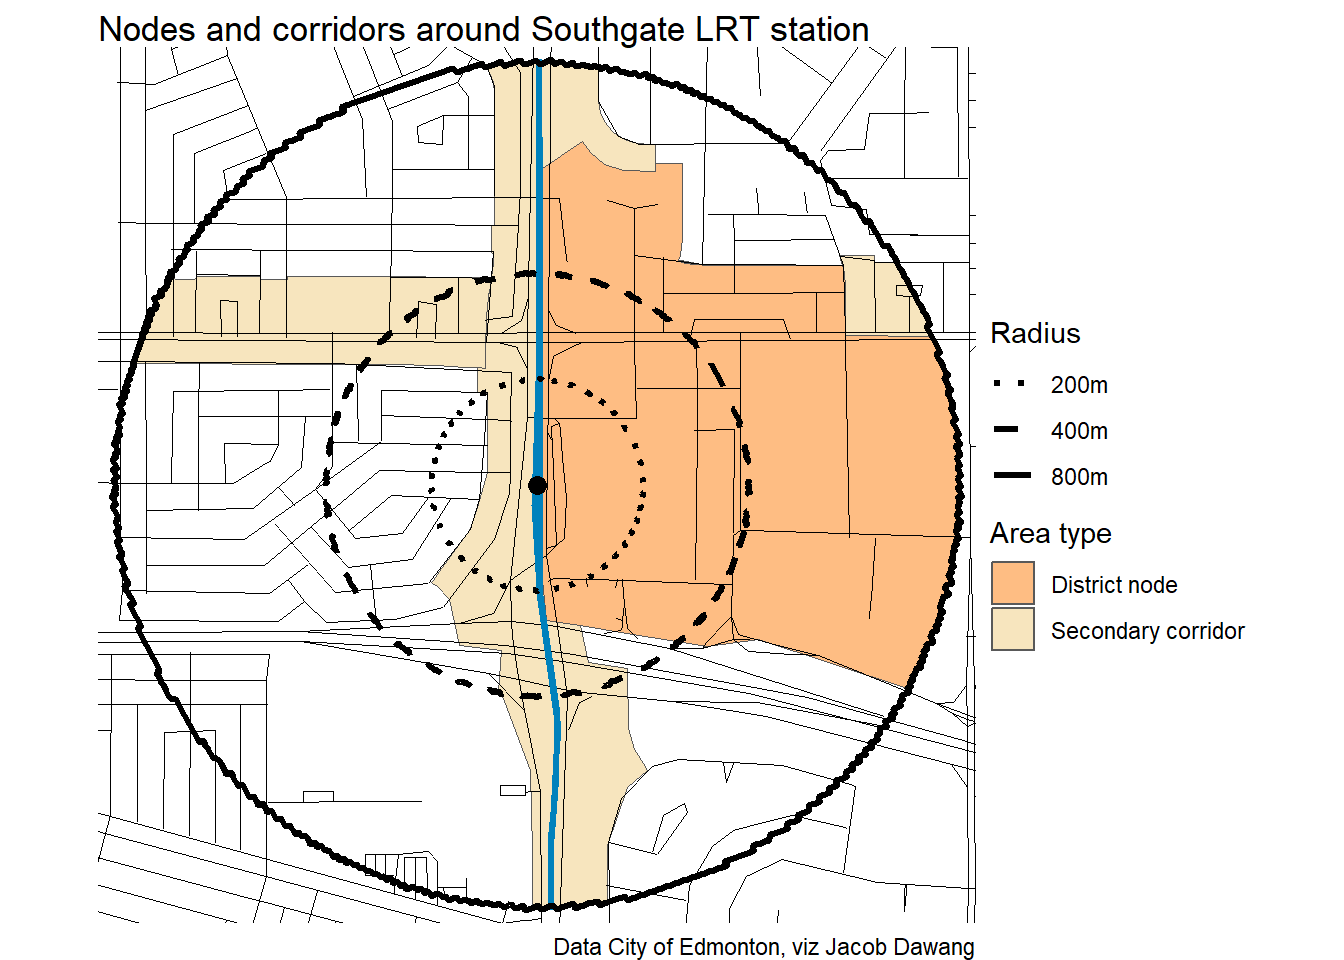 Nodes and corridors around Southgate LRT station
Radius
200m
400m
800m
Area type
District node
Secondary corridor
Data City of Edmonton, viz Jacob Dawang